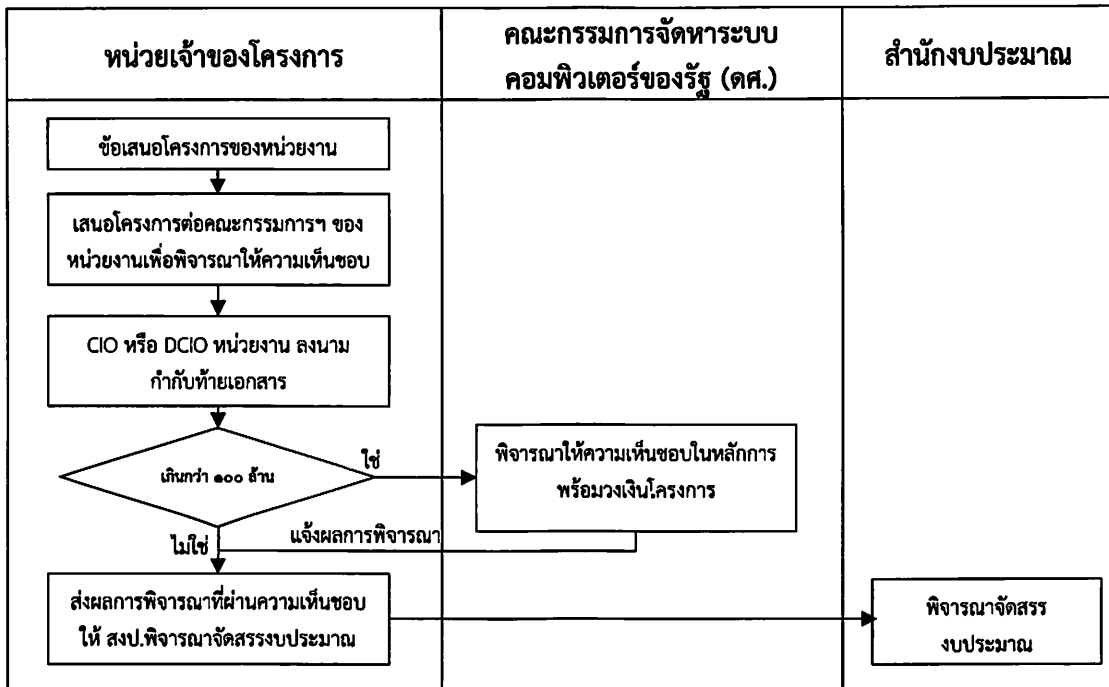 หน่วยเจ้าของโครงการ
คณะกรรมการจัดหาระบบ
คอมพิวเตอร์ของรัฐ (ดศ.)
สำนักงบประมาณ
ข้อเสนอโครงการของหน่วยงาน
เสนอโครงการต่อคณะกรรมการฯ ของ
หน่วยงานเพื่อพิจารณาให้ความเห็นชอบ
CIO หรือ DCIO หน่วยงาน ลงนาม
กำกับท้ายเอกสาร
เกินกว่า ๑๐๐ ล้าน
ใช่
พิจารณาให้ความเห็นชอบในหลักการ
พร้อมวงเงินโครงการ
ไม่ใช่
แจ้งผลการพิจารณา
ส่งผลการพิจารณาที่ผ่านความเห็นชอบ
ให้ สงป.พิจารณาจัดสรรงบประมาณ
พิจารณาจัดสรร
งบประมาณ